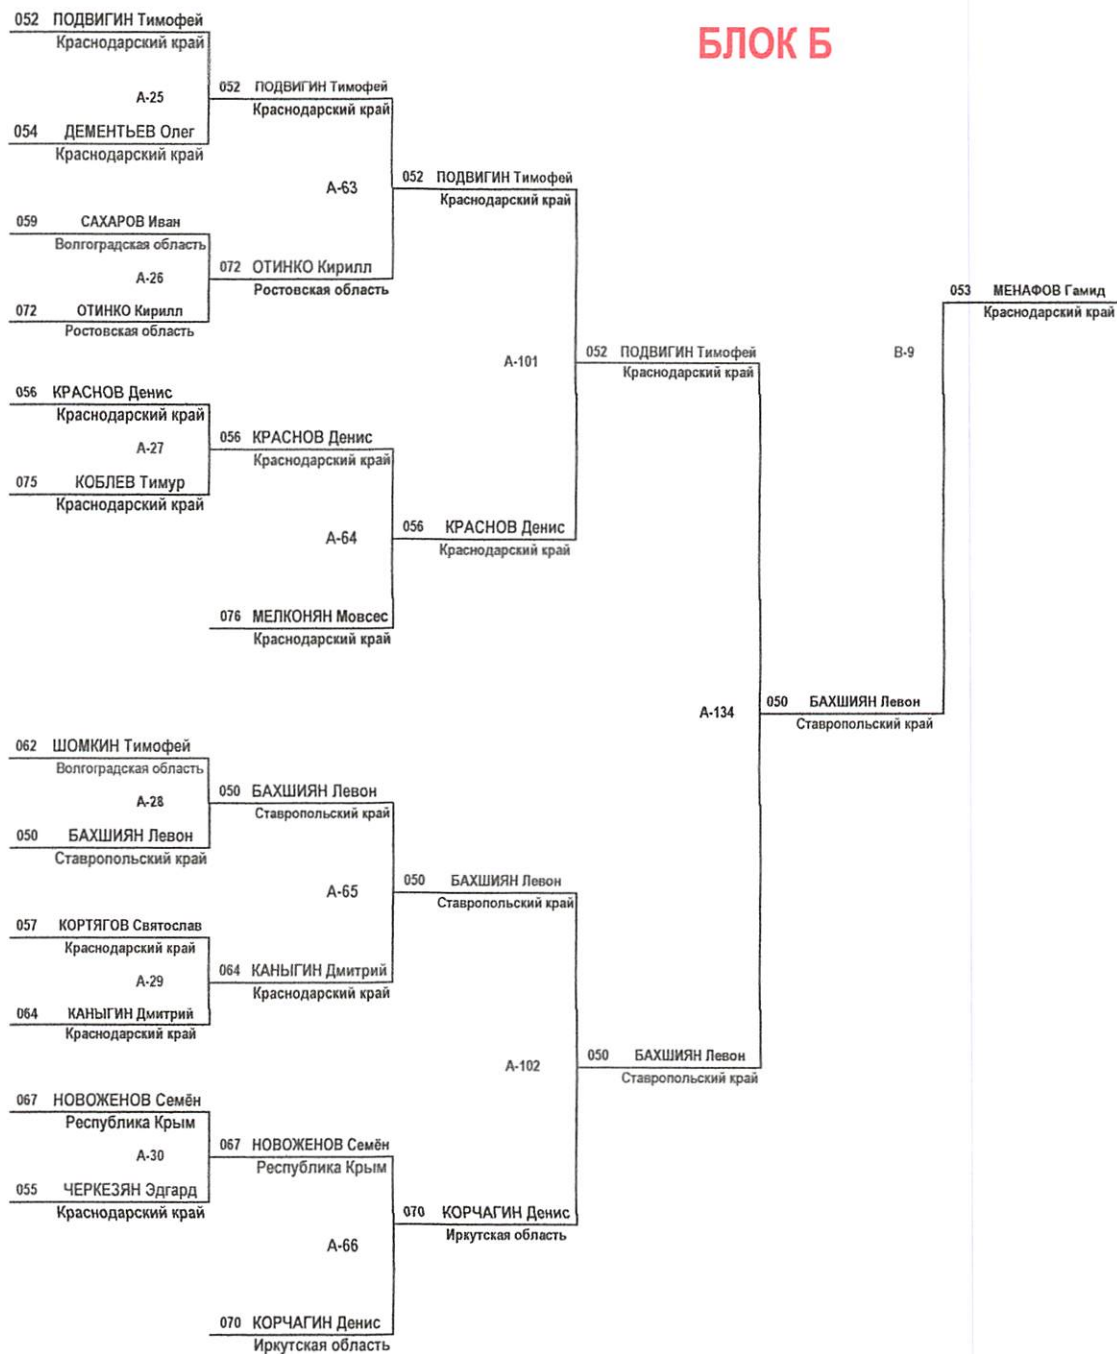 БЛОК Б
052 ПОДВИГИН Тимофей
Краснодарский край
А-25
054 ДЕМЕНТЬЕВ Олег
Краснодарский край
059 САХАРОВ Иван
Волгоградская область
А-26
072 ОТИНКО Кирилл
Ростовская область
056 КРАСНОВ Денис
Краснодарский край
А-27
075 КОБЛЕВ Тимур
Краснодарский край
062 ШОМКИН Тимофей
Волгоградская область
А-28
050 БАХШИЯН Левон
Ставропольский край
057 КОРТЯГОВ Святослав
Краснодарский край
А-29
064 КАНЫГИН Дмитрий
Краснодарский край
067 НОВОЖЕНОВ Семён
Республика Крым
А-30
055 ЧЕРКЕЗЯН Эдгард
Краснодарский край
052 ПОДВИГИН Тимофей
Краснодарский край
А-63
072 ОТИНКО Кирилл
Ростовская область
056 КРАСНОВ Денис
Краснодарский край
А-64
076 МЕЛКОНЯН Мовсес
Краснодарский край
050 БАХШИЯН Левон
Ставропольский край
А-65
064 КАНЫГИН Дмитрий
Краснодарский край
067 НОВОЖЕНОВ Семён
Республика Крым
А-66
070 КОРЧАГИН Денис
Иркутская область
052 ПОДВИГИН Тимофей
Краснодарский край
А-101
056 КРАСНОВ Денис
Краснодарский край
050 БАХШИЯН Левон
Ставропольский край
А-102
070 КОРЧАГИН Денис
Иркутская область
052 ПОДВИГИН Тимофей
Краснодарский край
А-134
050 БАХШИЯН Левон
Ставропольский край
053 МЕНАФОВ Гамид
Краснодарский край
В-9
050 БАХШИЯН Левон
Ставропольский край